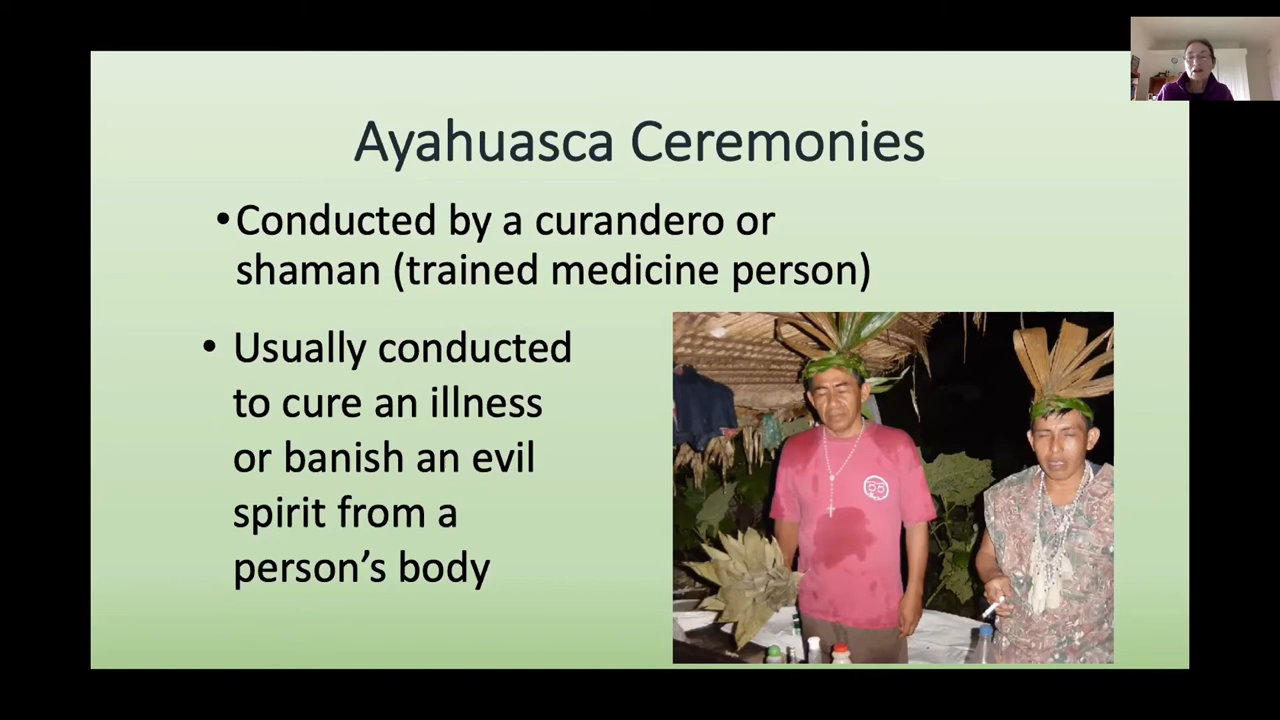 Ayahuasca Ceremonies
•Conducted by a curandero or
shaman (trained medicine person)
• Usually conducted
to cure an illness
or banish an evil
spirit from a
person's body